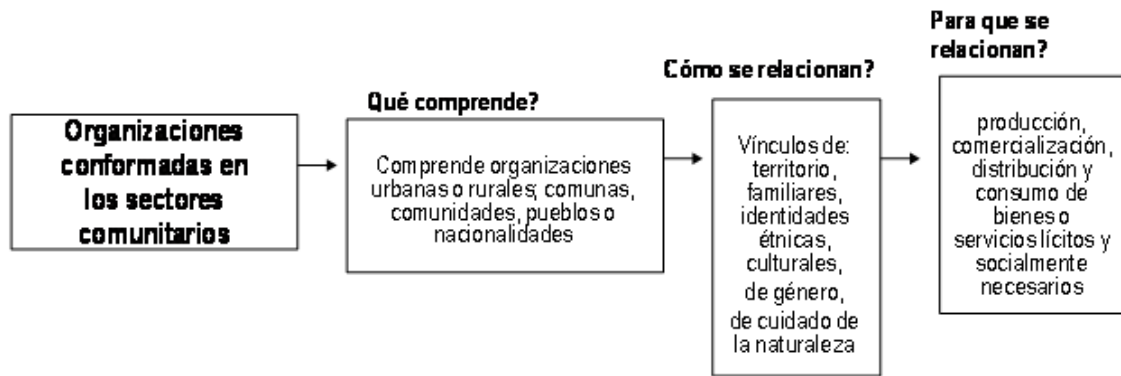 Organizaciones
conformadas en
los sectores
comunitarios
Qué comprende?
Comprende organizaciones
urbanas o rurales; comunas,
comunidades, pueblos o
nacionalidades
Cómo se relacionan?
Vínculos de:
territorio,
familiares,
identidades
étnicas,
culturales,
de género,
de cuidado de
la naturaleza
Para que se
relacionan?
producción,
comercialización,
distribución y
consumo de
bienes o
servicios lícitos y
socialmente
necesarios